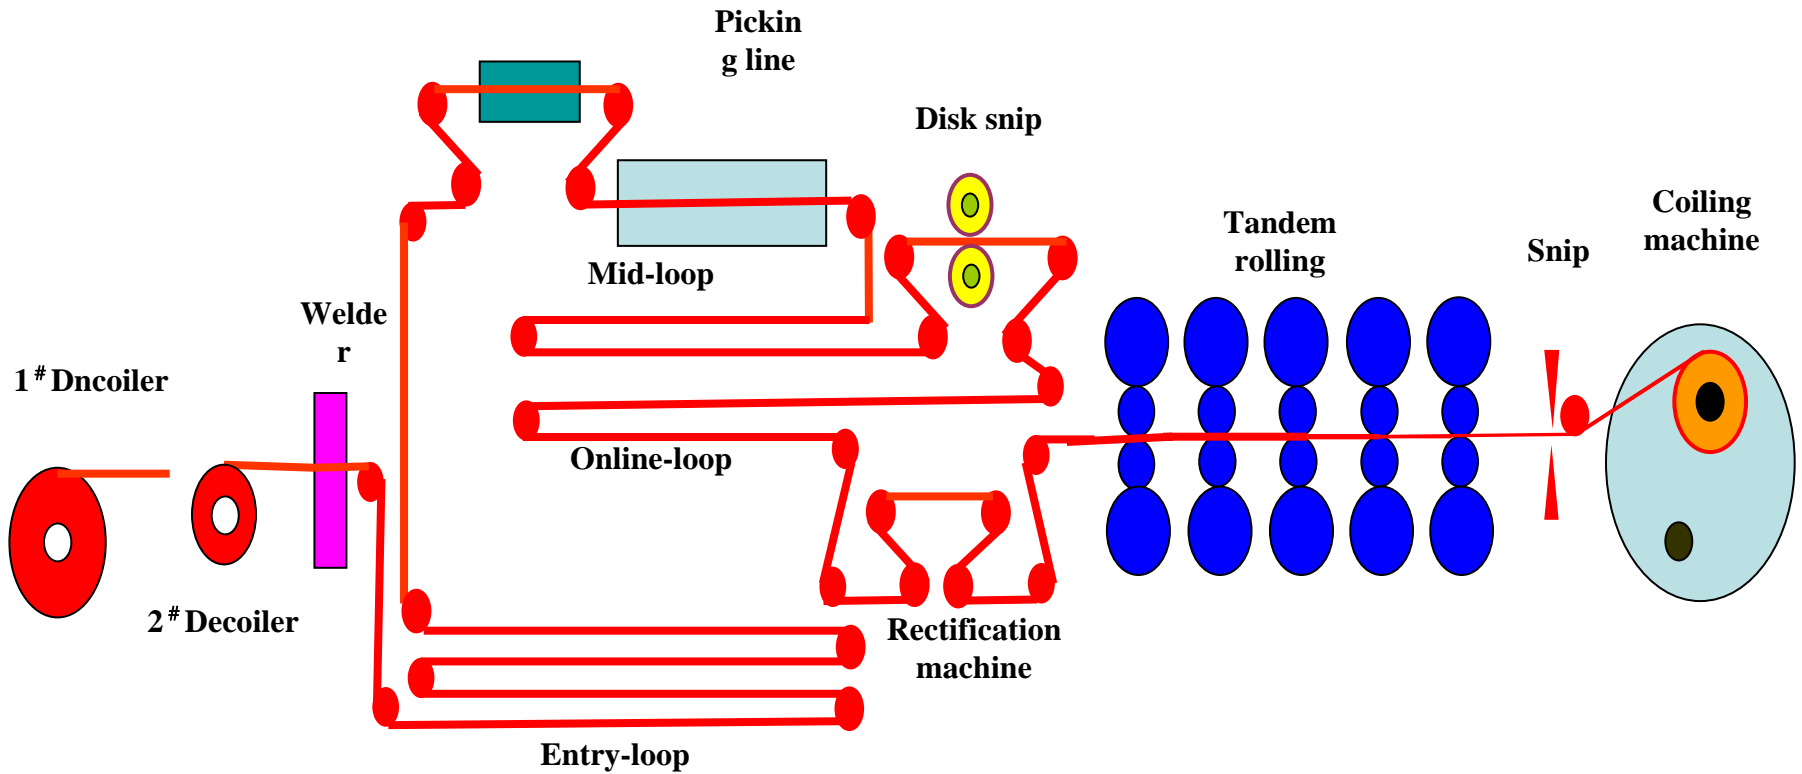 Pickin
g line
Disk snip
Coiling
machine
Tandem
rolling
Snip
Mid-loop
Welde
r
1#Dncoiler
Online-loop
2#Decoiler
Rectification
machine
Entry-loop